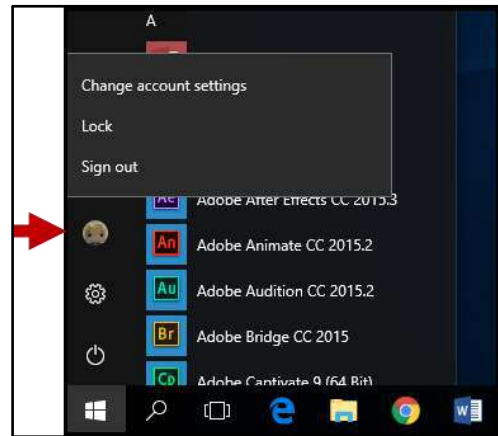 A
Change account settings
Lock
Sign out
Ae Adobe After Effects CC 2015.3
An Adobe Animate CC 2015.2
Au Adobe Audition CC 2015.2
Br Adobe Bridge CC 2015
Cp Adobe Captivate 9 (64 Bit)